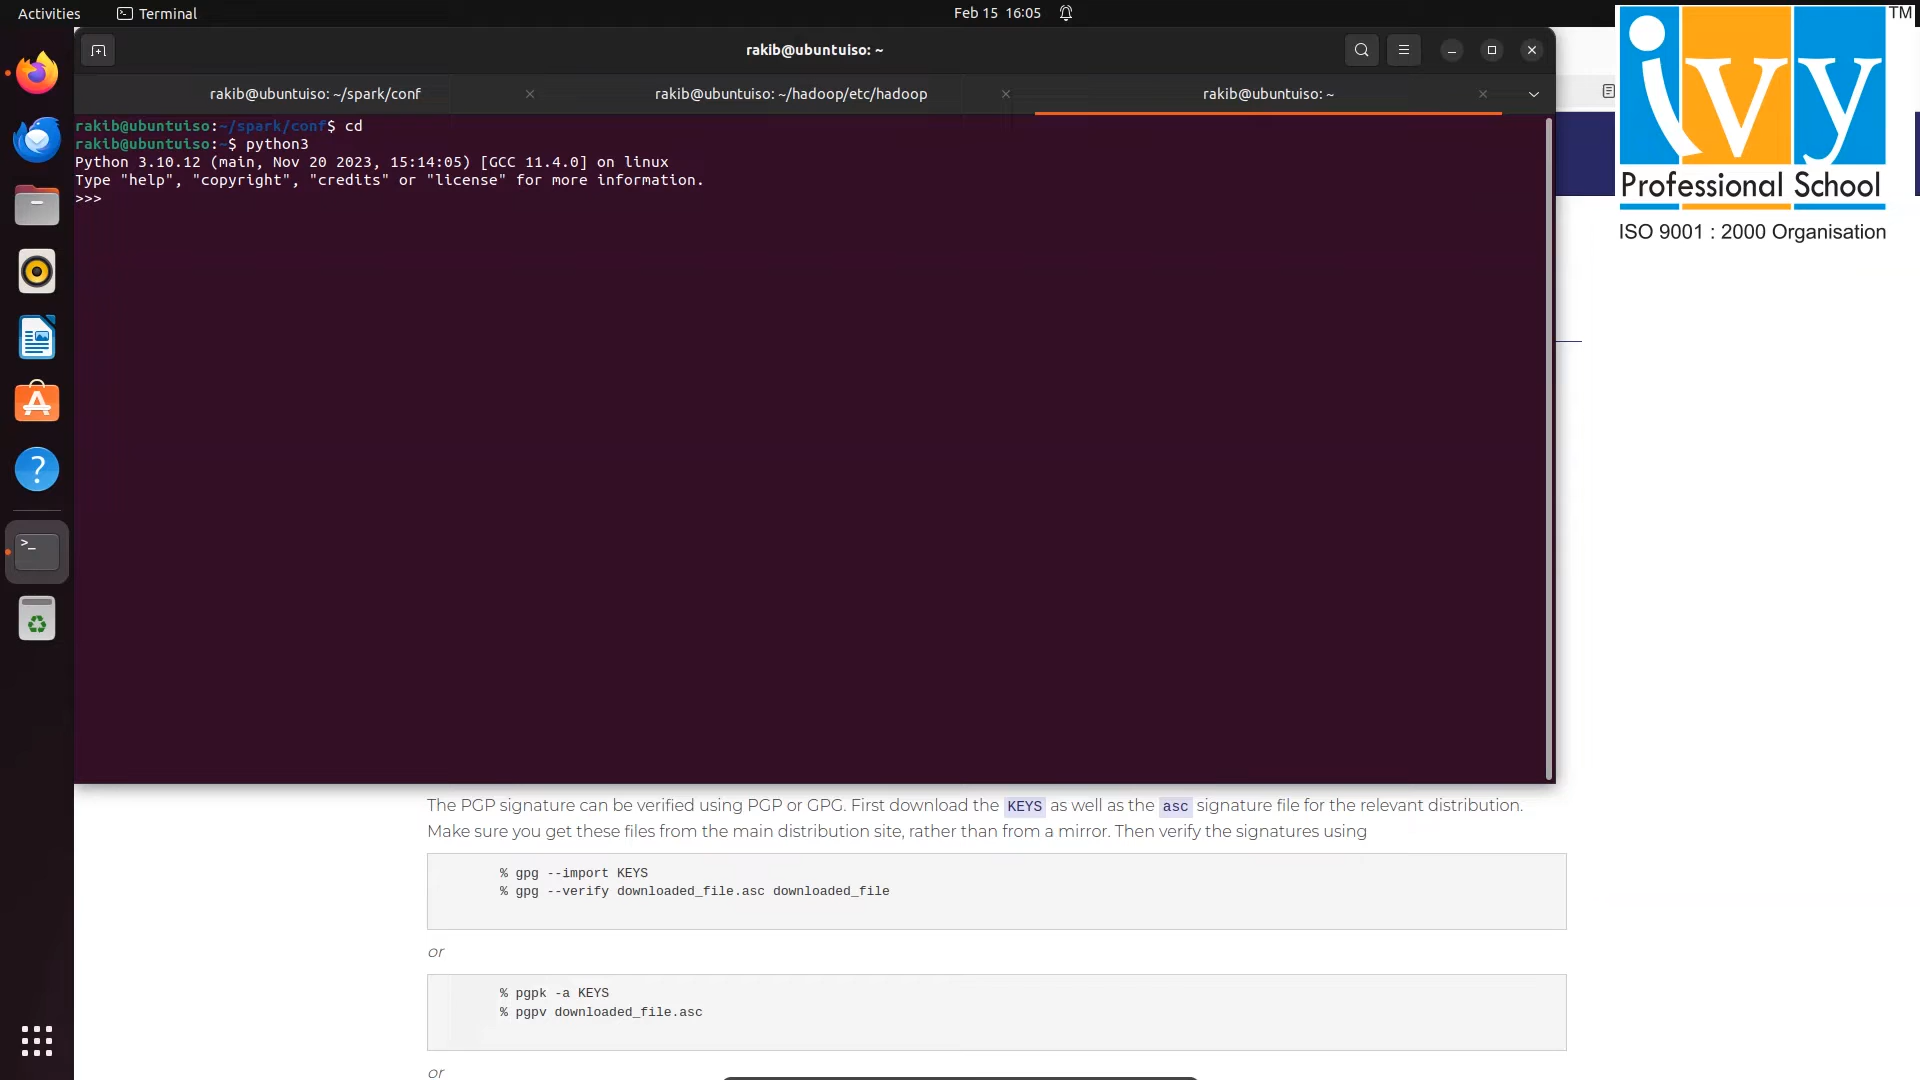 Activities
Terminal
Feb 15 16:05
rakib@ubuntuiso: ~
rakib@ubuntuiso: ~/spark/conf
rakib@ubuntuiso: ~/hadoop/etc/hadoop
rakib@ubuntuiso: ~
rakib@ubuntuiso:~/spark/conf$ cd
rakib@ubuntuiso:~$ python3
Python 3.10.12 (main, Nov 20 2023, 15:14:05) [GCC 11.4.0] on linux
Type "help", "copyright", "credits" or "license" for more information.
>>>
TM
ivy
Professional School
ISO 9001 : 2000 Organisation
The PGP signature can be verified using PGP or GPG. First download the KEYS as well as the asc signature file for the relevant distribution.
Make sure you get these files from the main distribution site, rather than from a mirror. Then verify the signatures using
% gpg --import KEYS
% gpg --verify downloaded_file.asc downloaded_file
or
% pgpk -a KEYS
% pgpv downloaded_file.asc
or